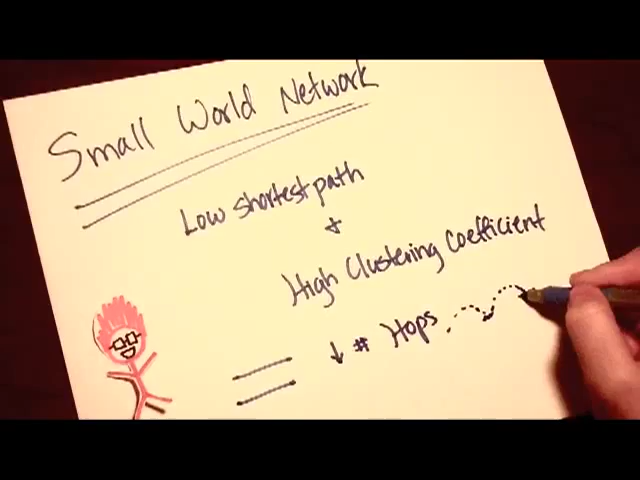 Small World Network
Low shortest path
+
High Clustering Coefficient
= ↓ # Hops